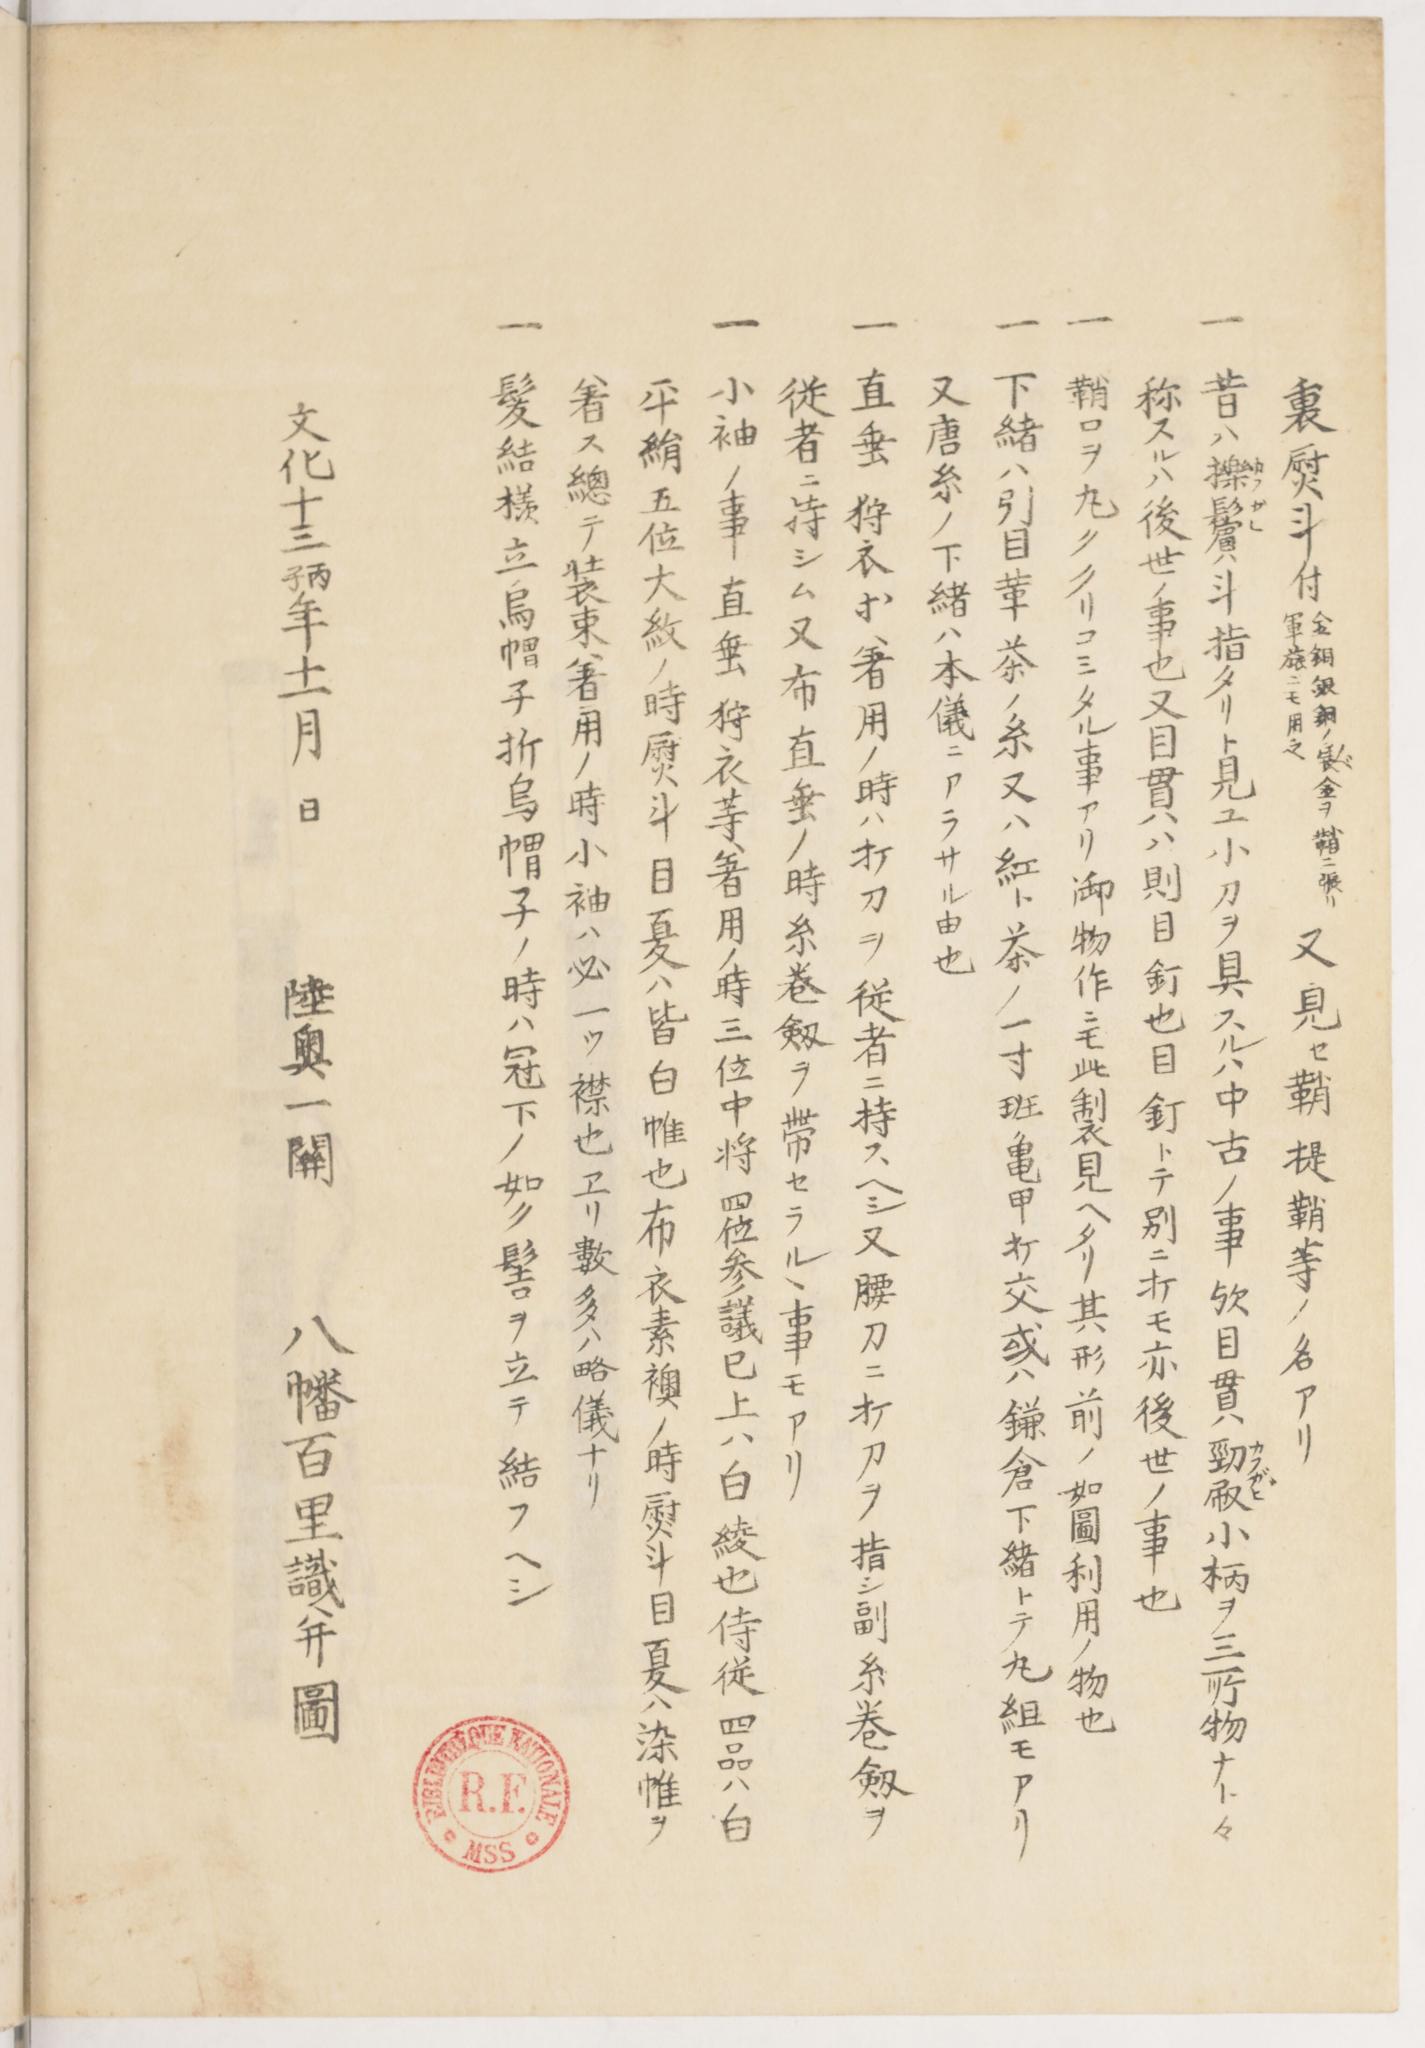 裏熨斗付 金銅銀銅ノ裏金ヲ鞘ニ張リ軍旅ニモ用之 又見セ鞘提鞘等ノ名アリ
一 昔ハ掻鬢ハ斗指タリト見ユ小刀ヲ具スルハ中古ノ事欤目貫ハ勁刷小柄ヲ三所物ナト々
称スルハ後世ノ事也又目貫ハ則目釘也目釘トテ別ニ打モ亦後世ノ事也
一 鞘口ヲ丸ククリコミタル事アリ御物作ニモ此製見ヘタリ其形前ノ如圖利用ノ物也
一 下緒ハ引目革茶ノ糸又ハ紅ト茶ノ一寸班亀甲打交或ハ鎌倉下緒トテ丸組モアリ
又唐糸ノ下緒ハ本儀ニアラサル由也
一 直垂狩衣ホ著用ノ時ハ打刀ヲ従者ニ持スヘシ又腰刀ニ打刀ヲ指シ副糸巻劔ヲ
従者ニ持シム又布直垂ノ時糸巻劔ヲ帶セラルヽ事モアリ
一 小袖ノ事直垂狩衣等著用ノ時三位中将四位参議已上ハ白綾也侍従四品ハ白
平絹五位大紋ノ時熨斗目夏ハ皆白帷也布衣素襖ノ時熨斗目夏ハ染帷ヲ
著ス總テ装束著用ノ時小袖ハ必一ツ襟也ヱリ數多ハ略儀ナリ
一 髪結様立烏帽子折烏帽子ノ時ハ冠下ノ如ク髻ヲ立テ結フヘシ
文化十三丙子年十一月 日 陸奥一關 八幡百里識并圖
BIBLIOTHÈQUE NATIONALE
R.F.
MSS